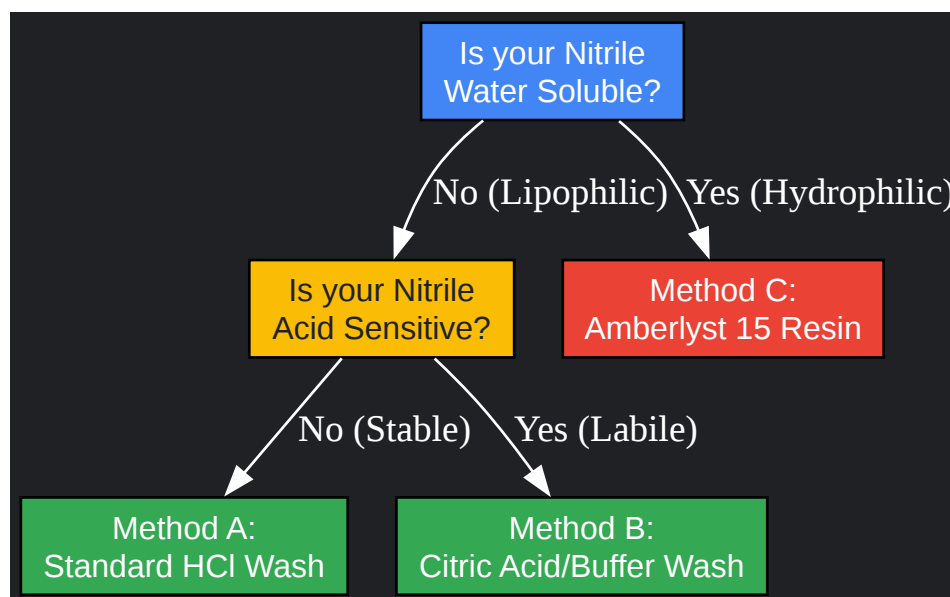 Is your Nitrile
Water Soluble?
No (Lipophilic)
Yes (Hydrophilic)
Is your Nitrile
Acid Sensitive?
Method C:
Amberlyst 15 Resin
No (Stable)
Yes (Labile)
Method A:
Standard HCl Wash
Method B:
Citric Acid/Buffer Wash